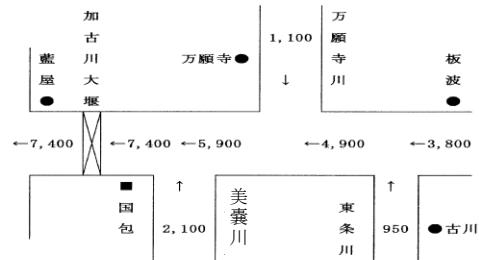 加古川大堰
藍屋
万願寺
1,100
↓
万願寺川
板波
←7,400
←7,400
←5,900
←4,900
←3,800
国包
↑
2,100
美嚢川
東条川
↑
950
古川